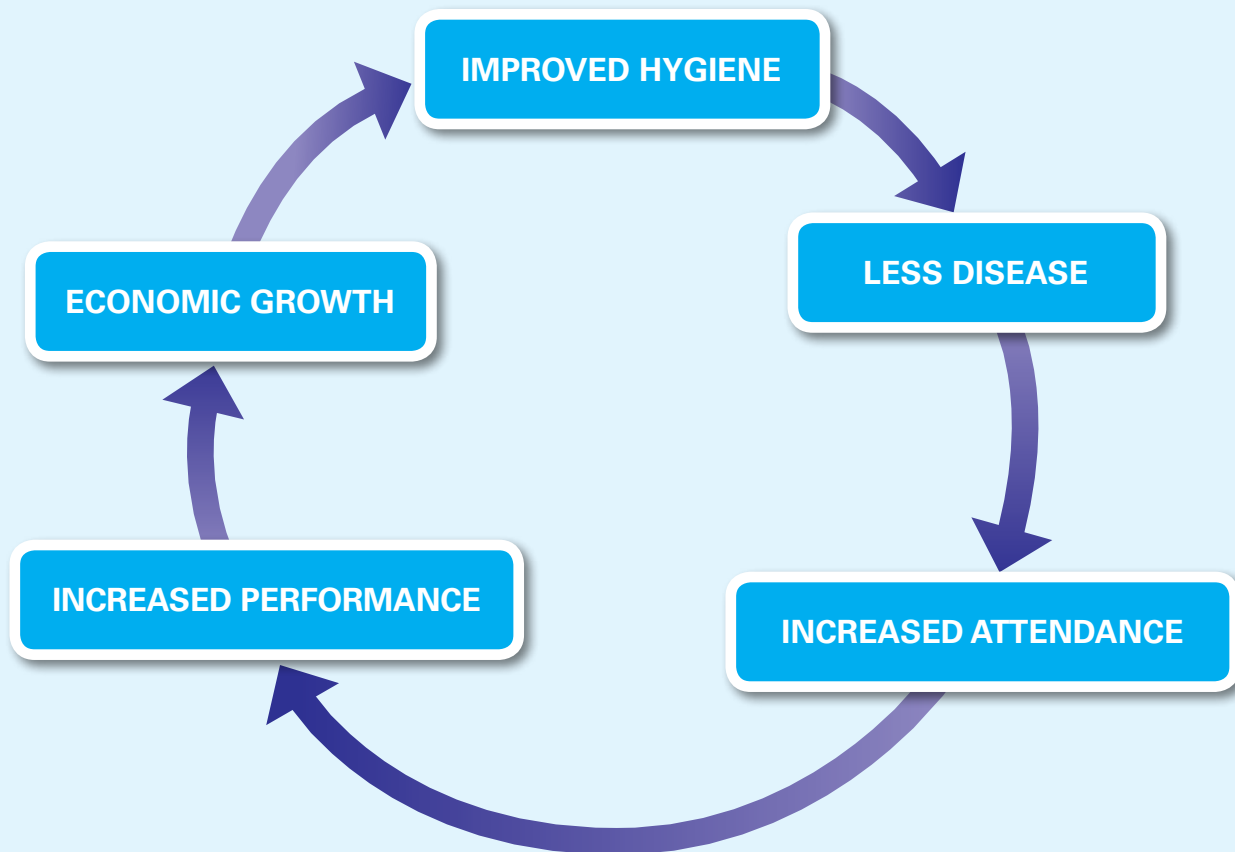 IMPROVED HYGIENE
LESS DISEASE
INCREASED ATTENDANCE
INCREASED PERFORMANCE
ECONOMIC GROWTH